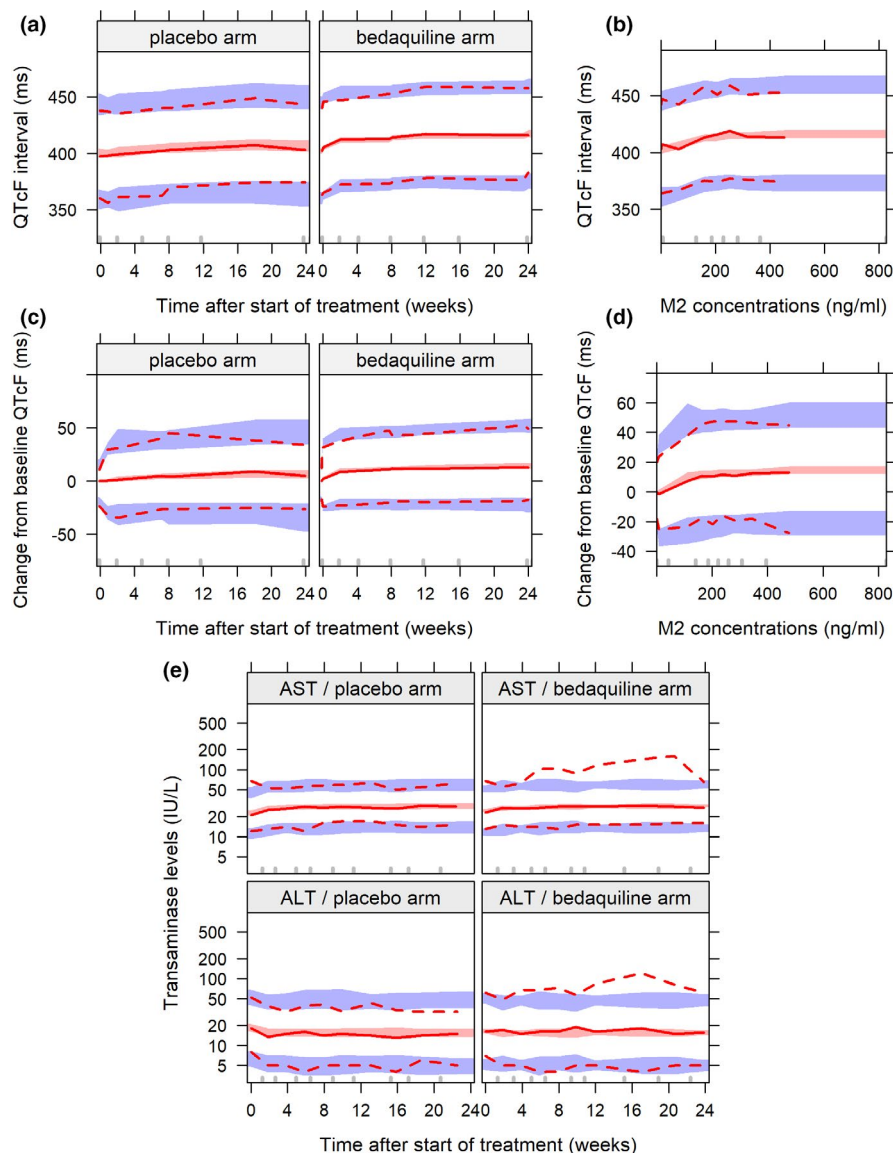 (a)
placebo arm
bedaquiline arm
QTcF interval (ms)
450
400
350
0 4 8 12 16 20 24 0 4 8 12 16 20 24
Time after start of treatment (weeks)
(b)
QTcF interval (ms)
450
400
350
200 400 600 800
M2 concentrations (ng/ml)
(c)
placebo arm
bedaquiline arm
Change from baseline QTcF (ms)
50
0
-50
0 4 8 12 16 20 24 0 4 8 12 16 20 24
Time after start of treatment (weeks)
(d)
Change from baseline QTcF (ms)
60
40
20
0
-20
-40
200 400 600 800
M2 concentrations (ng/ml)
(e)
AST / placebo arm
AST / bedaquiline arm
Transaminase levels (IU/L)
500
200
100
50
20
10
5
ALT / placebo arm
ALT / bedaquiline arm
500
200
100
50
20
10
5
0 4 8 12 16 20 24 0 4 8 12 16 20 24
Time after start of treatment (weeks)